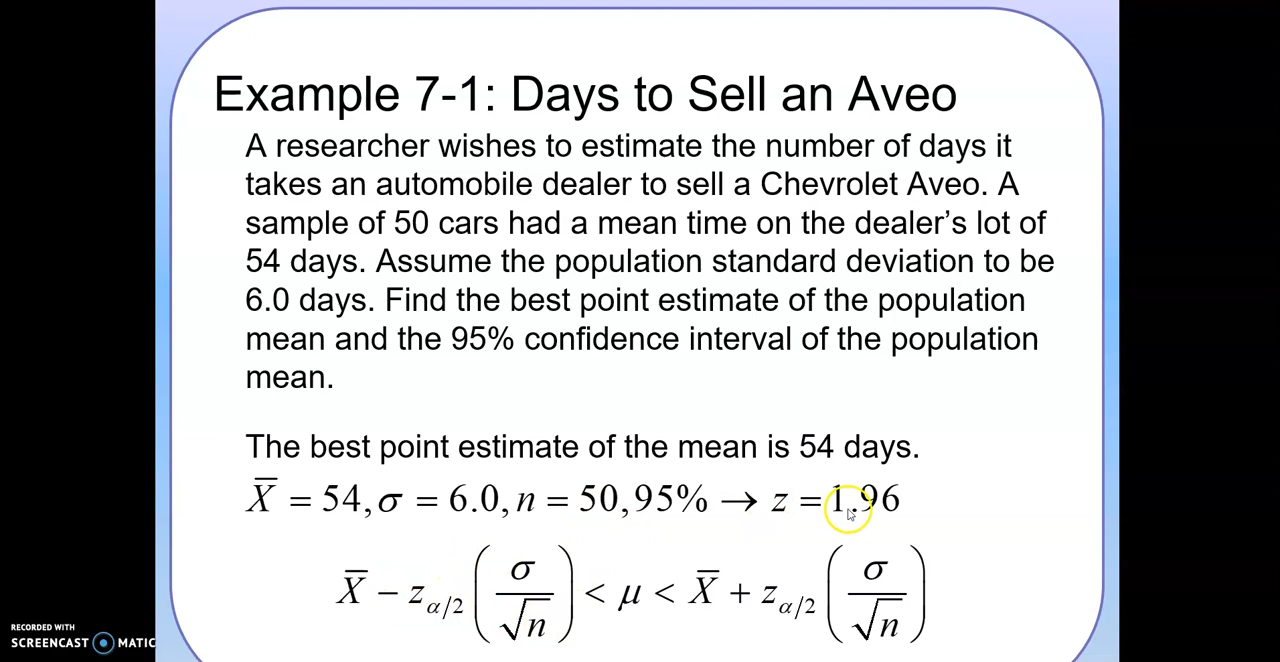 Example 7-1: Days to Sell an Aveo
A researcher wishes to estimate the number of days it
takes an automobile dealer to sell a Chevrolet Aveo. A
sample of 50 cars had a mean time on the dealer’s lot of
54 days. Assume the population standard deviation to be
6.0 days. Find the best point estimate of the population
mean and the 95% confidence interval of the population
mean.
The best point estimate of the mean is 54 days.
X̅ = 54, σ = 6.0, n = 50, 95% → z = 1.96
X̅ − z_{α/2} (σ/√n) < μ < X̅ + z_{α/2} (σ/√n)
RECORDED WITH
SCREENCAST MATIC